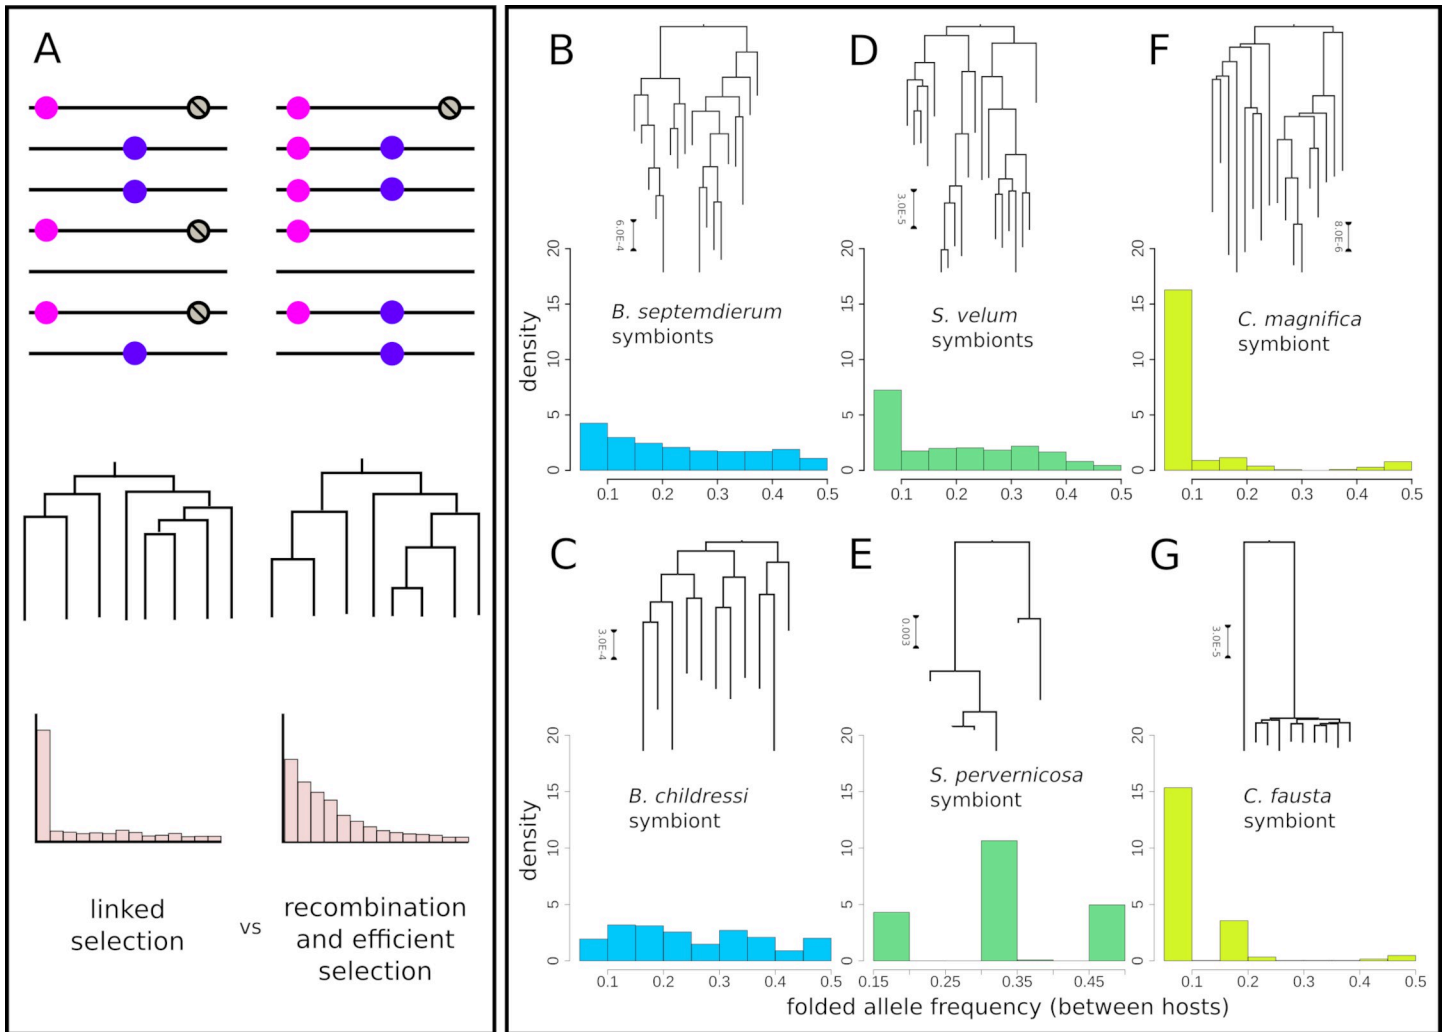 A
linked
selection
vs
recombination
and efficient
selection
B
6.0E-4
20
15
10
5
0
density
B. septemdierum
symbionts
0.1 0.2 0.3 0.4 0.5
D
3.0E-5
20
15
10
5
0
S. velum
symbionts
0.1 0.2 0.3 0.4 0.5
F
8.0E-6
20
15
10
5
0
C. magnifica
symbiont
0.1 0.2 0.3 0.4 0.5
C
3.0E-4
20
15
10
5
0
density
B. childressi
symbiont
0.1 0.2 0.3 0.4 0.5
E
0.003
20
15
10
5
0
S. pervernicosa
symbiont
0.15 0.25 0.35 0.45
G
3.0E-5
20
15
10
5
0
C. fausta
symbiont
0.1 0.2 0.3 0.4 0.5
folded allele frequency (between hosts)